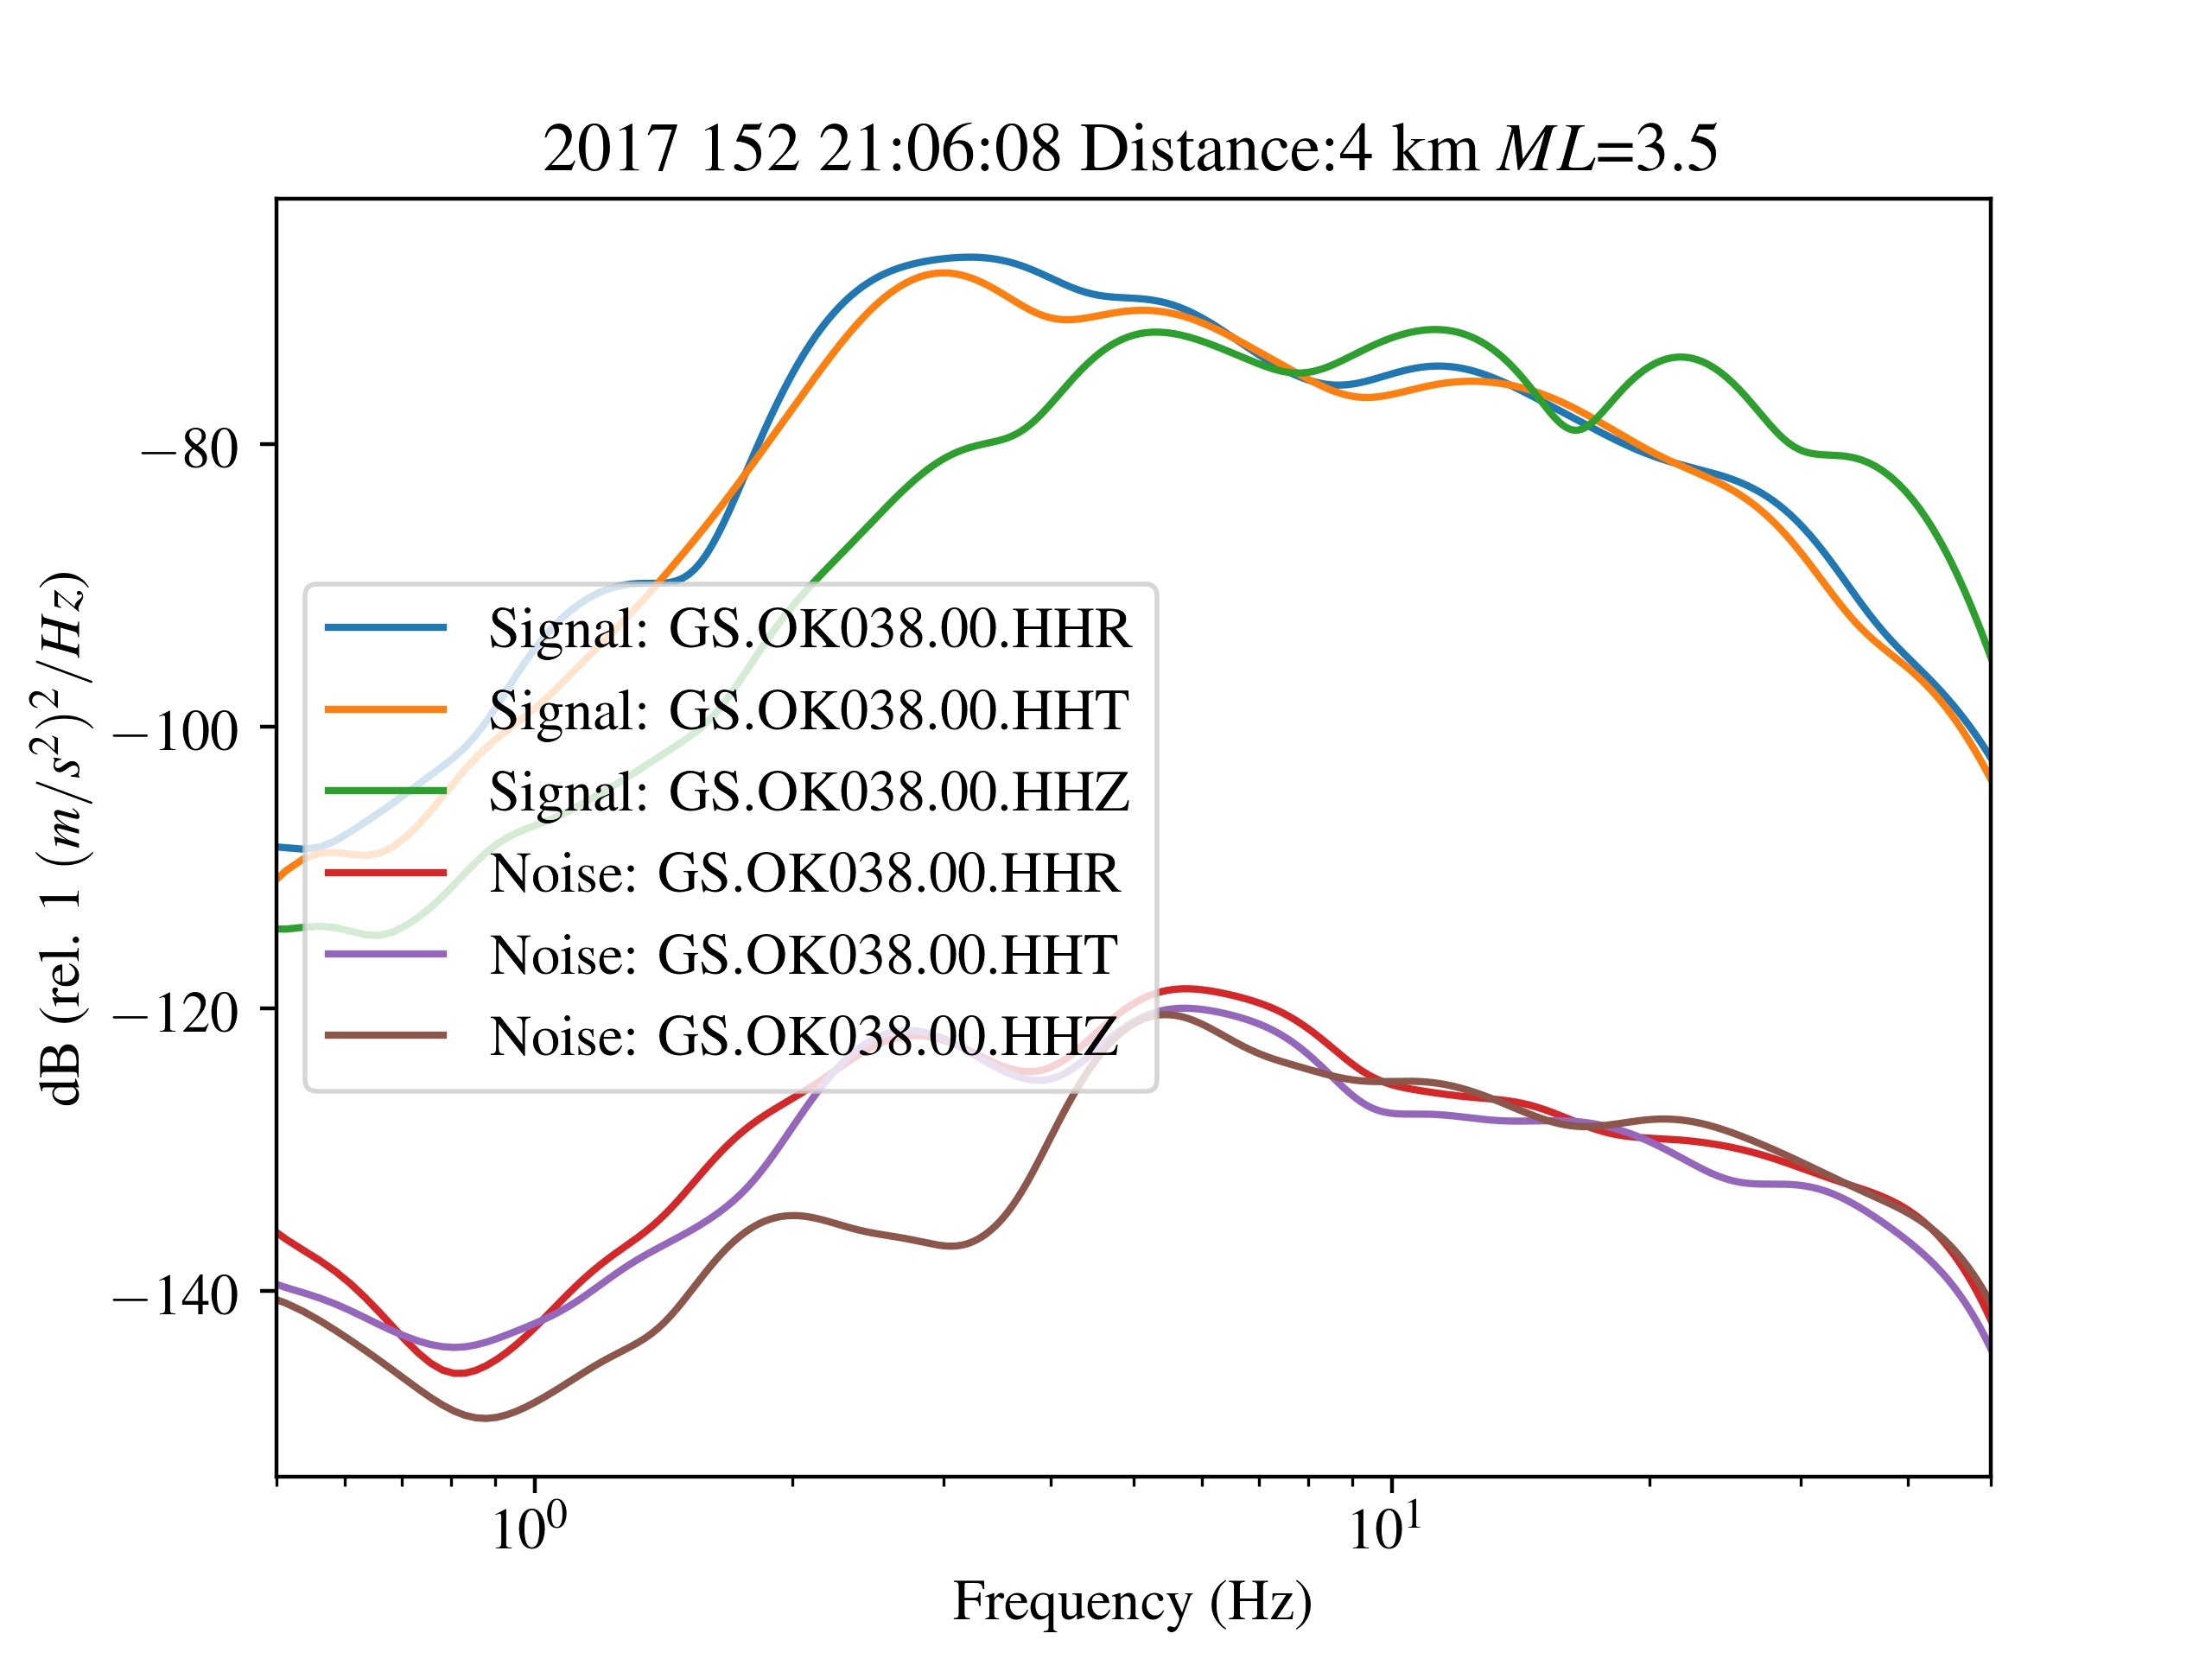 2017 152 21:06:08 Distance:4 km ML=3.5
dB (rel. 1 (m/s²)²/Hz)
−80
−100
−120
−140
Signal: GS.OK038.00.HHR
Signal: GS.OK038.00.HHT
Signal: GS.OK038.00.HHZ
Noise: GS.OK038.00.HHR
Noise: GS.OK038.00.HHT
Noise: GS.OK038.00.HHZ
10⁰ 10¹
Frequency (Hz)